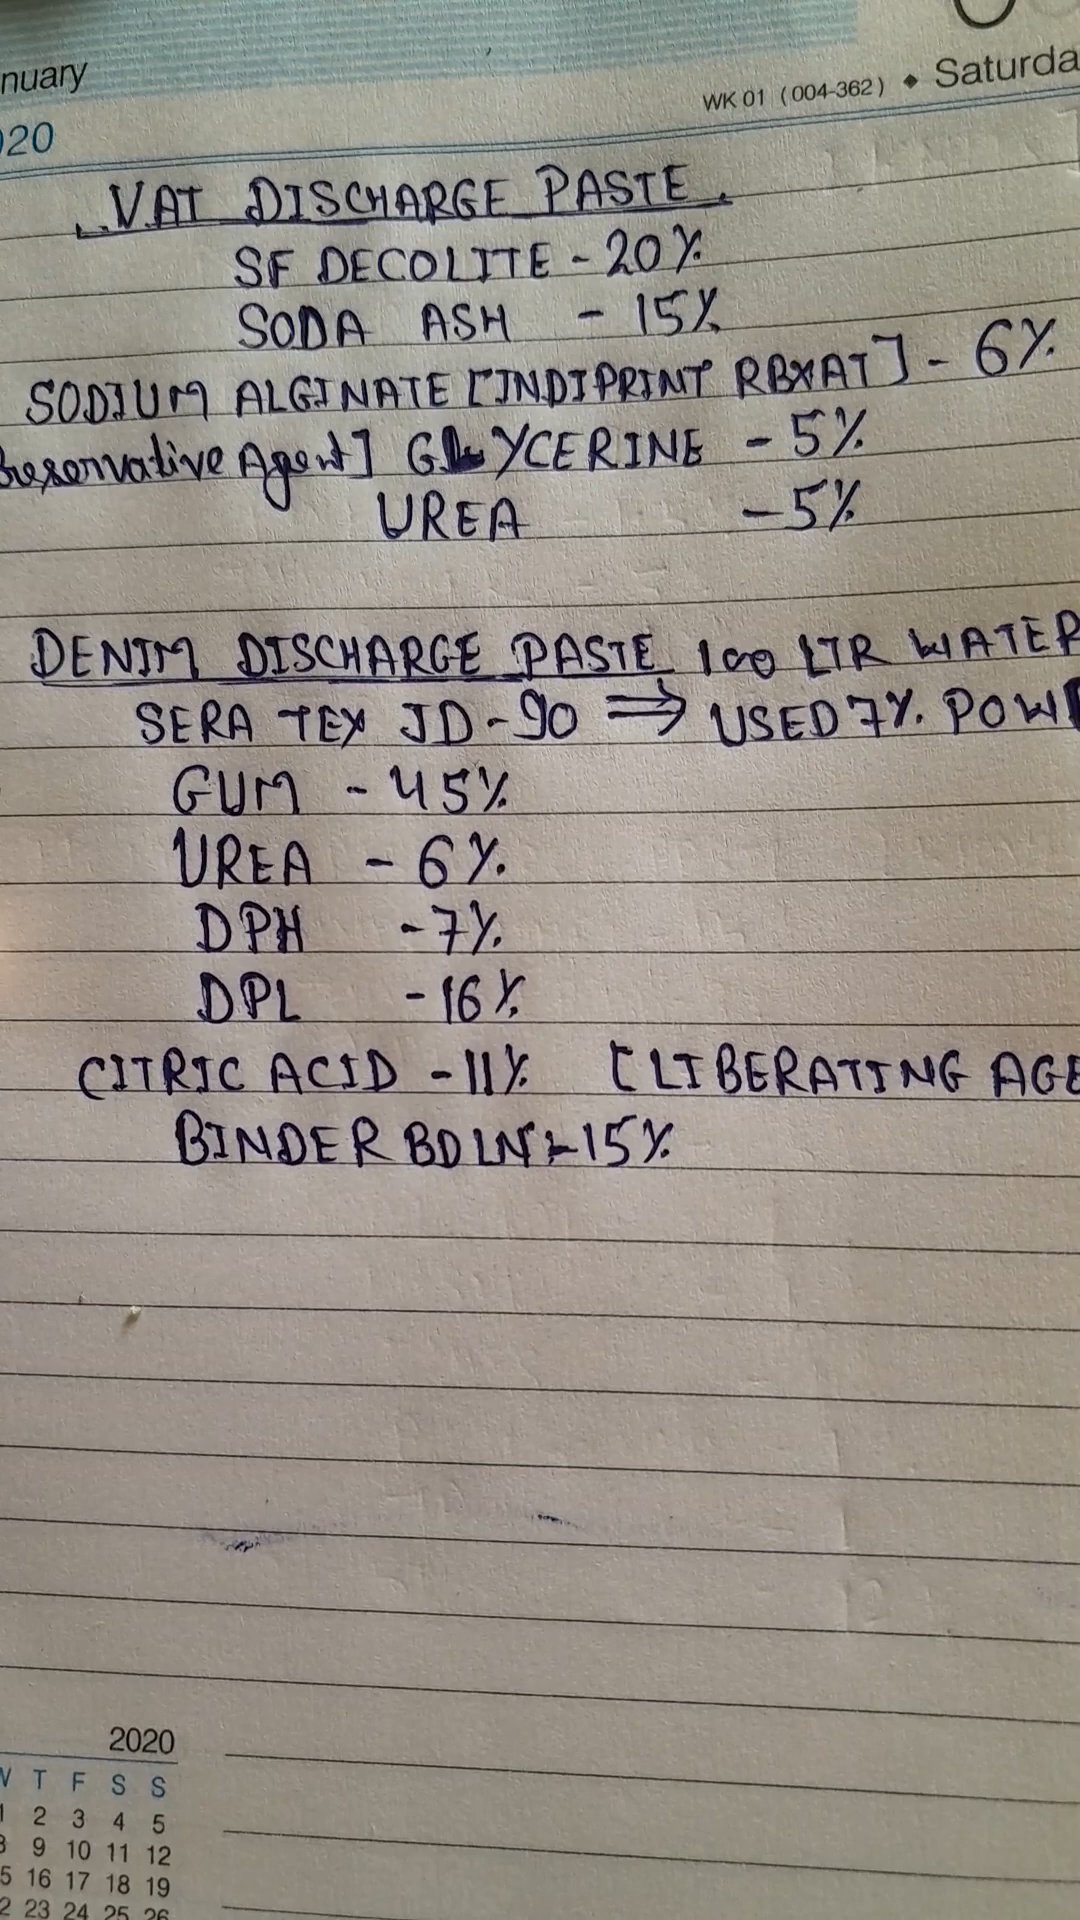 nuary
WK 01 (004-362) ◆ Saturda
020
VAT DISCHARGE PASTE
SF DECOLITE - 20%
SODA ASH - 15%
SODIUM ALGINATE [INDIPRINT RBXAT] - 6%
Preservative Agent] GLYCERINE - 5%
UREA - 5%
DENIM DISCHARGE PASTE 100 LTR WATER
SERA TEX JD-90 ⇒ USED 7% POW
GUM - 45%
UREA - 6%
DPH - 7%
DPL - 16%
CITRIC ACID - 11% [LIBERATING AGE
BINDER BDLN - 15%
2020
W T F S S
1 2 3 4 5
8 9 10 11 12
5 16 17 18 19
2 23 24 25 26